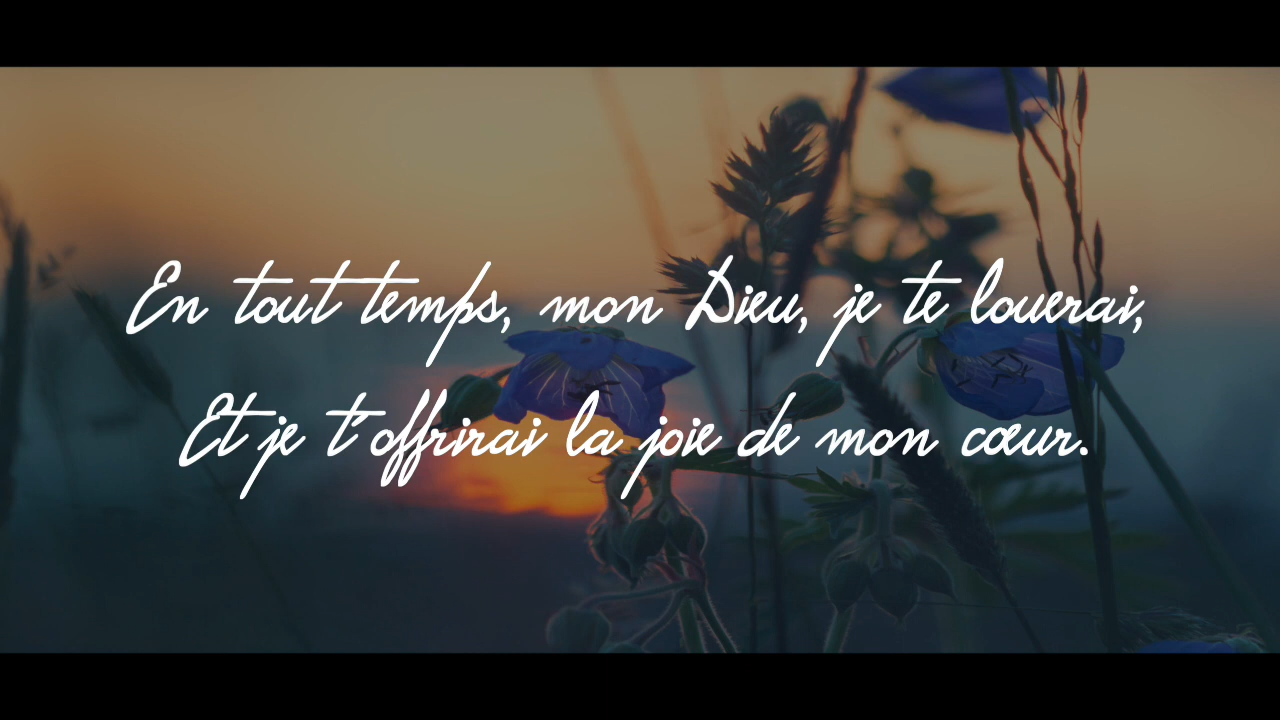 En tout temps, mon Dieu, je te louerai,
Et je t'offrirai la joie de mon cœur.